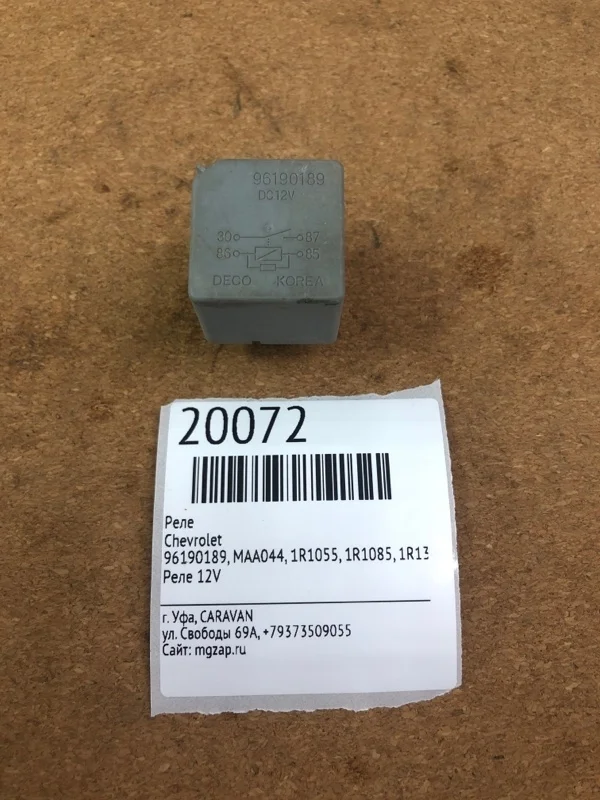 96190189
DC12V
30 87
86 85
DECO KOREA
20072
Реле
Chevrolet
96190189, MAA044, 1R1055, 1R1085, 1R13
Реле 12V
г. Уфа, CARAVAN
ул. Свободы 69А, +79373509055
Сайт: mgzap.ru